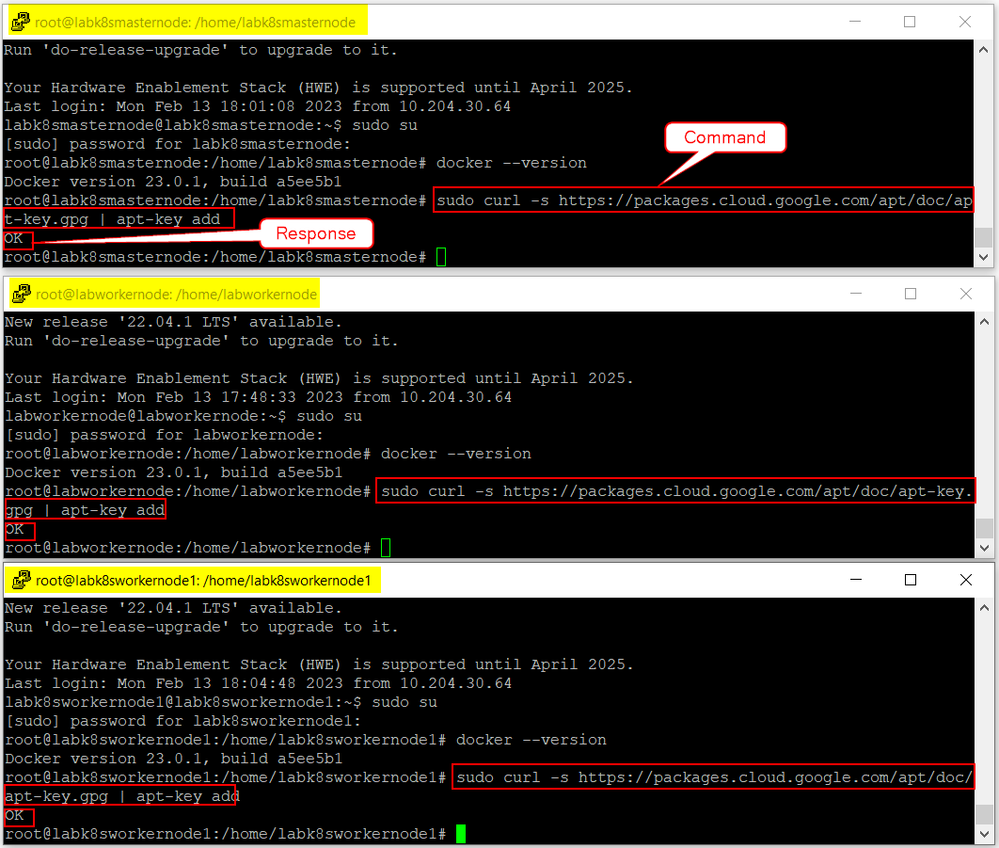 root@labk8smasternode: /home/labk8smasternode
Run 'do-release-upgrade' to upgrade to it.
Your Hardware Enablement Stack (HWE) is supported until April 2025.
Last login: Mon Feb 13 18:01:08 2023 from 10.204.30.64
labk8smasternode@labk8smasternode:~$ sudo su
[sudo] password for labk8smasternode:
Command
root@labk8smasternode:/home/labk8smasternode# docker --version
Docker version 23.0.1, build a5ee5b1
root@labk8smasternode:/home/labk8smasternode# sudo curl -s https://packages.cloud.google.com/apt/doc/ap
t-key.gpg | apt-key add
OK
Response
root@labk8smasternode:/home/labk8smasternode#
root@labworkernode: /home/labworkernode
New release '22.04.1 LTS' available.
Run 'do-release-upgrade' to upgrade to it.
Your Hardware Enablement Stack (HWE) is supported until April 2025.
Last login: Mon Feb 13 17:48:33 2023 from 10.204.30.64
labworkernode@labworkernode:~$ sudo su
[sudo] password for labworkernode:
root@labworkernode:/home/labworkernode# docker --version
Docker version 23.0.1, build a5ee5b1
root@labworkernode:/home/labworkernode# sudo curl -s https://packages.cloud.google.com/apt/doc/apt-key.
gpg | apt-key add
OK
root@labworkernode:/home/labworkernode#
root@labk8sworkernode1: /home/labk8sworkernode1
New release '22.04.1 LTS' available.
Run 'do-release-upgrade' to upgrade to it.
Your Hardware Enablement Stack (HWE) is supported until April 2025.
Last login: Mon Feb 13 18:04:48 2023 from 10.204.30.64
labk8sworkernode1@labk8sworkernode1:~$ sudo su
[sudo] password for labk8sworkernode1:
root@labk8sworkernode1:/home/labk8sworkernode1# docker --version
Docker version 23.0.1, build a5ee5b1
root@labk8sworkernode1:/home/labk8sworkernode1# sudo curl -s https://packages.cloud.google.com/apt/doc/
apt-key.gpg | apt-key add
OK
root@labk8sworkernode1:/home/labk8sworkernode1#